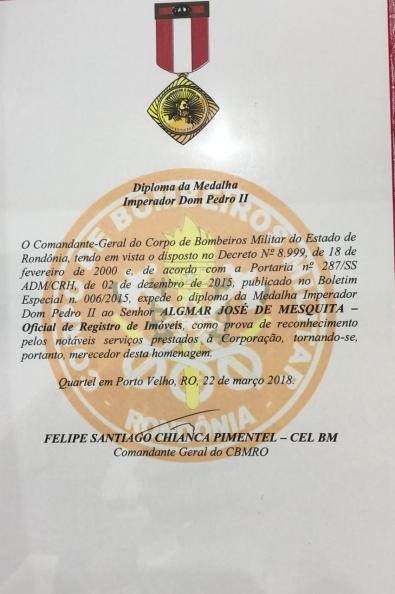 Diploma da Medalha
Imperador Dom Pedro II
O Comandante-Geral do Corpo de Bombeiros Militar do Estado de
Rondônia, tendo em vista o disposto no Decreto Nº 8.999, de 18 de
fevereiro de 2000 e, de acordo com a Portaria nº 287/SS
ADM/CRH, de 02 de dezembro de 2015, publicado no Boletim
Especial nº 006/2015, expede o diploma da Medalha Imperador
Dom Pedro II ao Senhor ALGMAR JOSÉ DE MESQUITA –
Oficial de Registro de Imóveis, como prova de reconhecimento
pelos notáveis serviços prestados à Corporação, tornando-se,
portanto, merecedor desta homenagem.
Quartel em Porto Velho, RO, 22 de março 2018.
FELIPE SANTIAGO CHIANCA PIMENTEL – CEL BM
Comandante Geral do CBMRO
RONDÔNIA